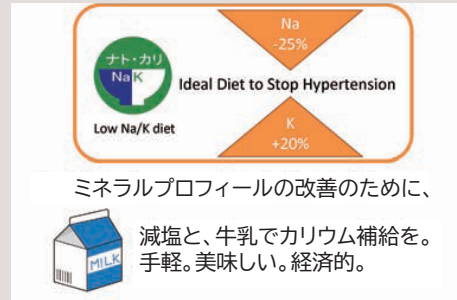 Na
-25%
ナト・カリ
Na K
Ideal Diet to Stop Hypertension
Low Na/K diet
K
+20%
ミネラルプロフィールの改善のために、
減塩と、牛乳でカリウム補給を。
手軽。美味しい。経済的。
MILK